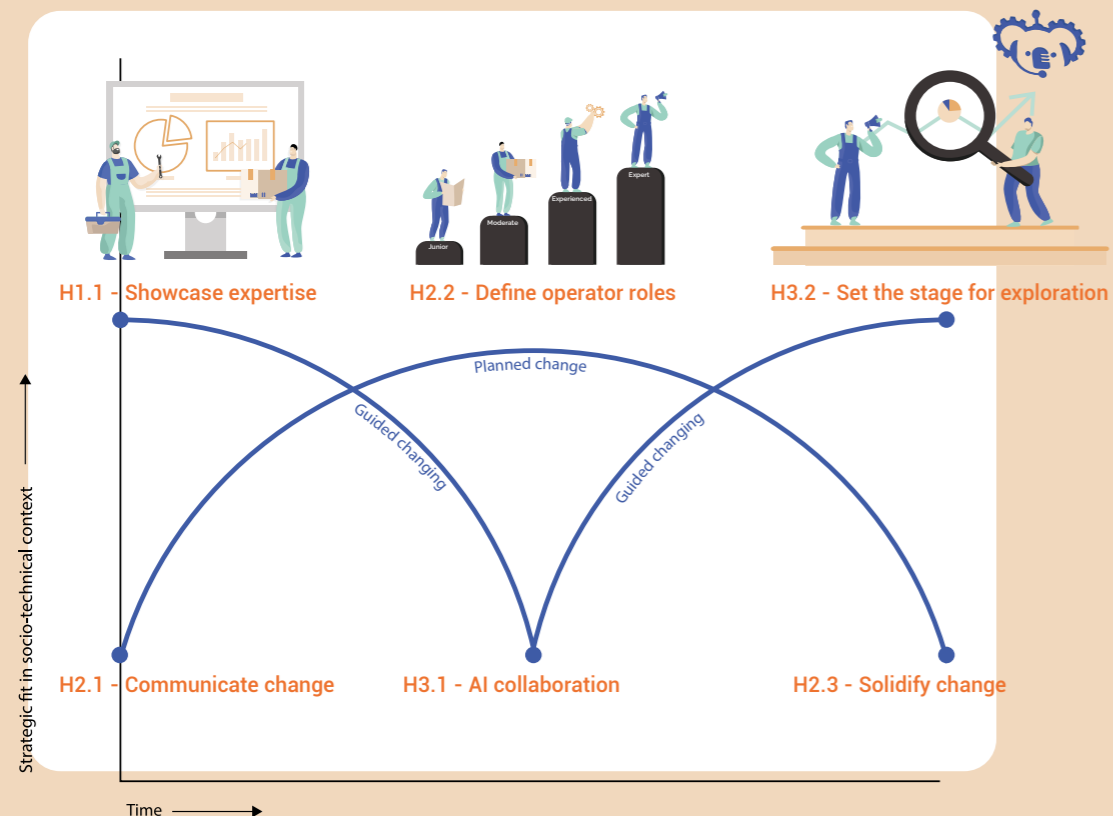 Junior
Moderate
Experienced
Expert
H1.1 - Showcase expertise
H2.2 - Define operator roles
H3.2 - Set the stage for exploration
Planned change
Guided changing
Guided changing
Strategic fit in socio-technical context
H2.1 - Communicate change
H3.1 - AI collaboration
H2.3 - Solidify change
Time